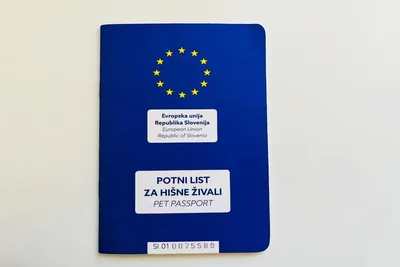 Evropska unija
Republika Slovenija
European Union
Republic of Slovenia
POTNI LIST
ZA HIŠNE ŽIVALI
PET PASSPORT
SI 01 0075589